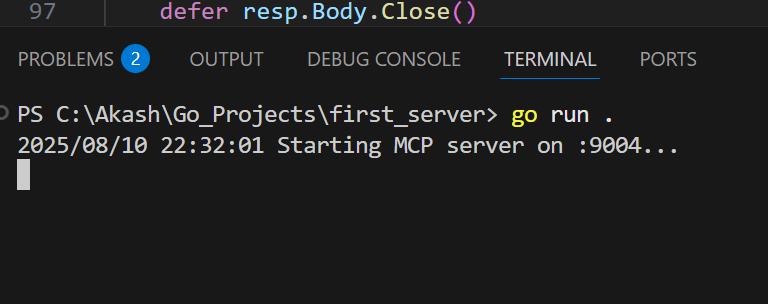 97 defer resp.Body.Close()
PROBLEMS 2 OUTPUT DEBUG CONSOLE TERMINAL PORTS
PS C:\Akash\Go_Projects\first_server> go run .
2025/08/10 22:32:01 Starting MCP server on :9004...